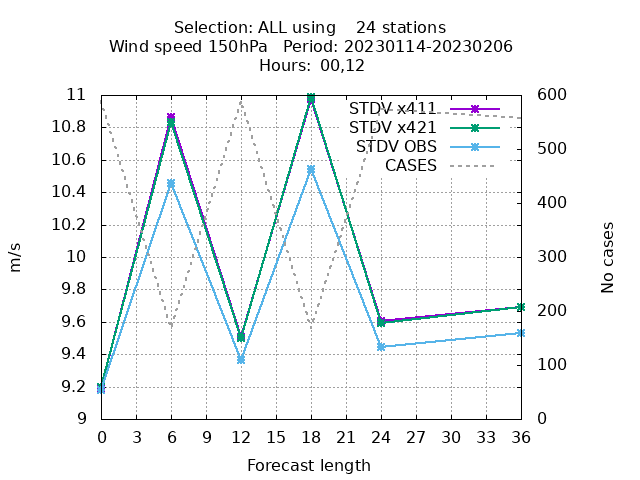 Selection: ALL using    24 stations
Wind speed 150hPa   Period: 20230114-20230206
Hours:  00,12
11
10.8
10.6
10.4
10.2
10
9.8
9.6
9.4
9.2
9
m/s
STDV x411
STDV x421
STDV OBS
CASES
600
500
400
300
200
100
0
No cases
0 3 6 9 12 15 18 21 24 27 30 33 36
Forecast length